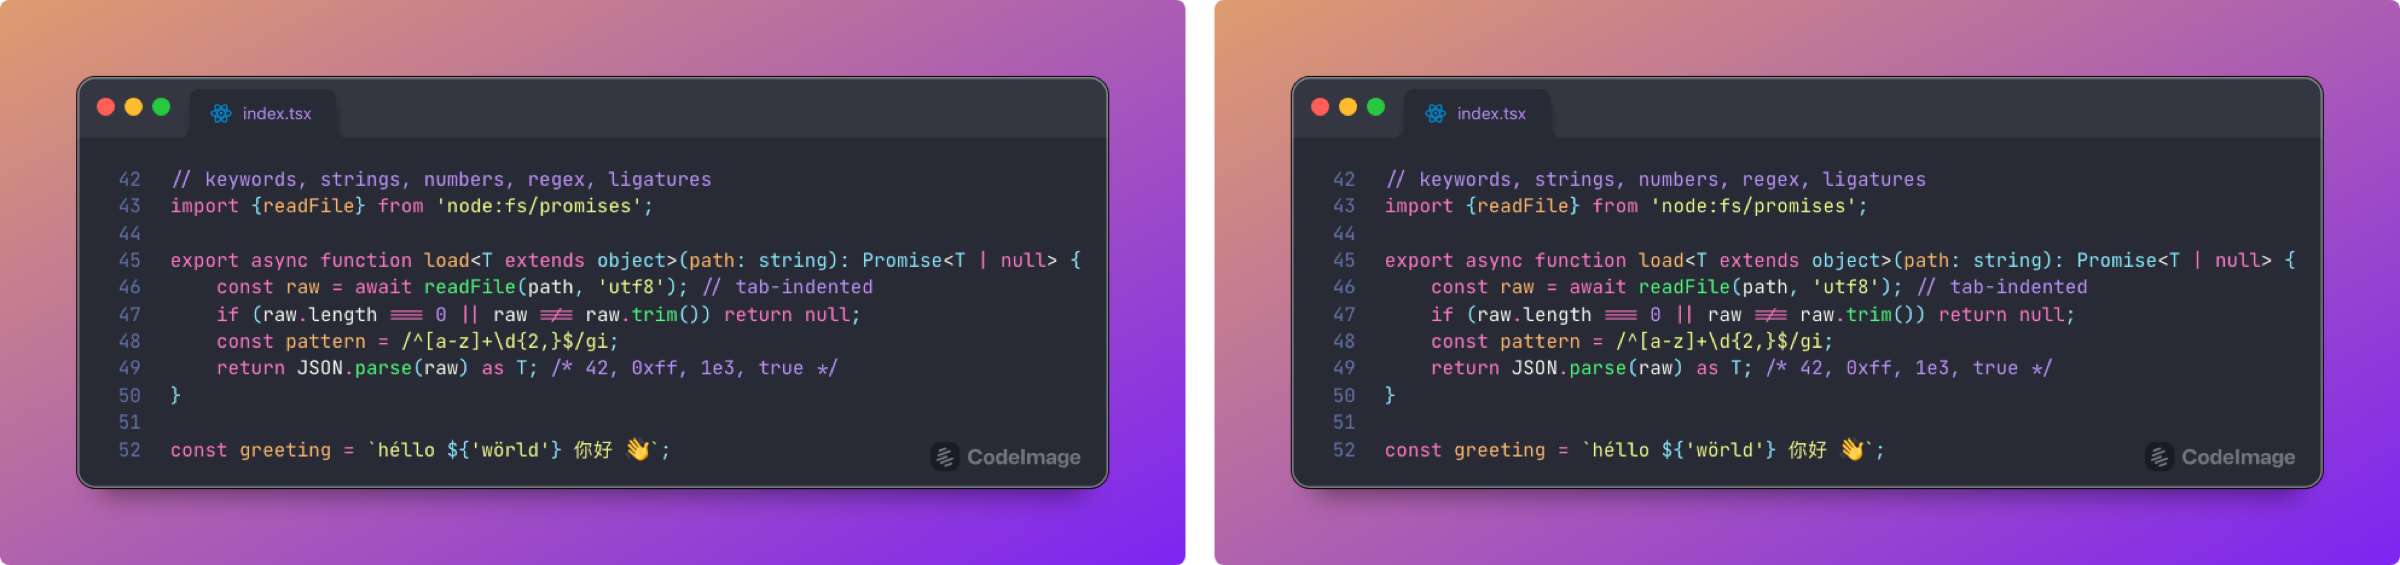 index.tsx
42 // keywords, strings, numbers, regex, ligatures
43 import {readFile} from 'node:fs/promises';
44
45 export async function load<T extends object>(path: string): Promise<T | null> {
46     const raw = await readFile(path, 'utf8'); // tab-indented
47     if (raw.length === 0 || raw !== raw.trim()) return null;
48     const pattern = /^[a-z]+\d{2,}$/gi;
49     return JSON.parse(raw) as T; /* 42, 0xff, 1e3, true */
50 }
51
52 const greeting = `héllo ${'wörld'} 你好 👋`;
CodeImage
index.tsx
42 // keywords, strings, numbers, regex, ligatures
43 import {readFile} from 'node:fs/promises';
44
45 export async function load<T extends object>(path: string): Promise<T | null> {
46     const raw = await readFile(path, 'utf8'); // tab-indented
47     if (raw.length === 0 || raw !== raw.trim()) return null;
48     const pattern = /^[a-z]+\d{2,}$/gi;
49     return JSON.parse(raw) as T; /* 42, 0xff, 1e3, true */
50 }
51
52 const greeting = `héllo ${'wörld'} 你好 👋`;
CodeImage